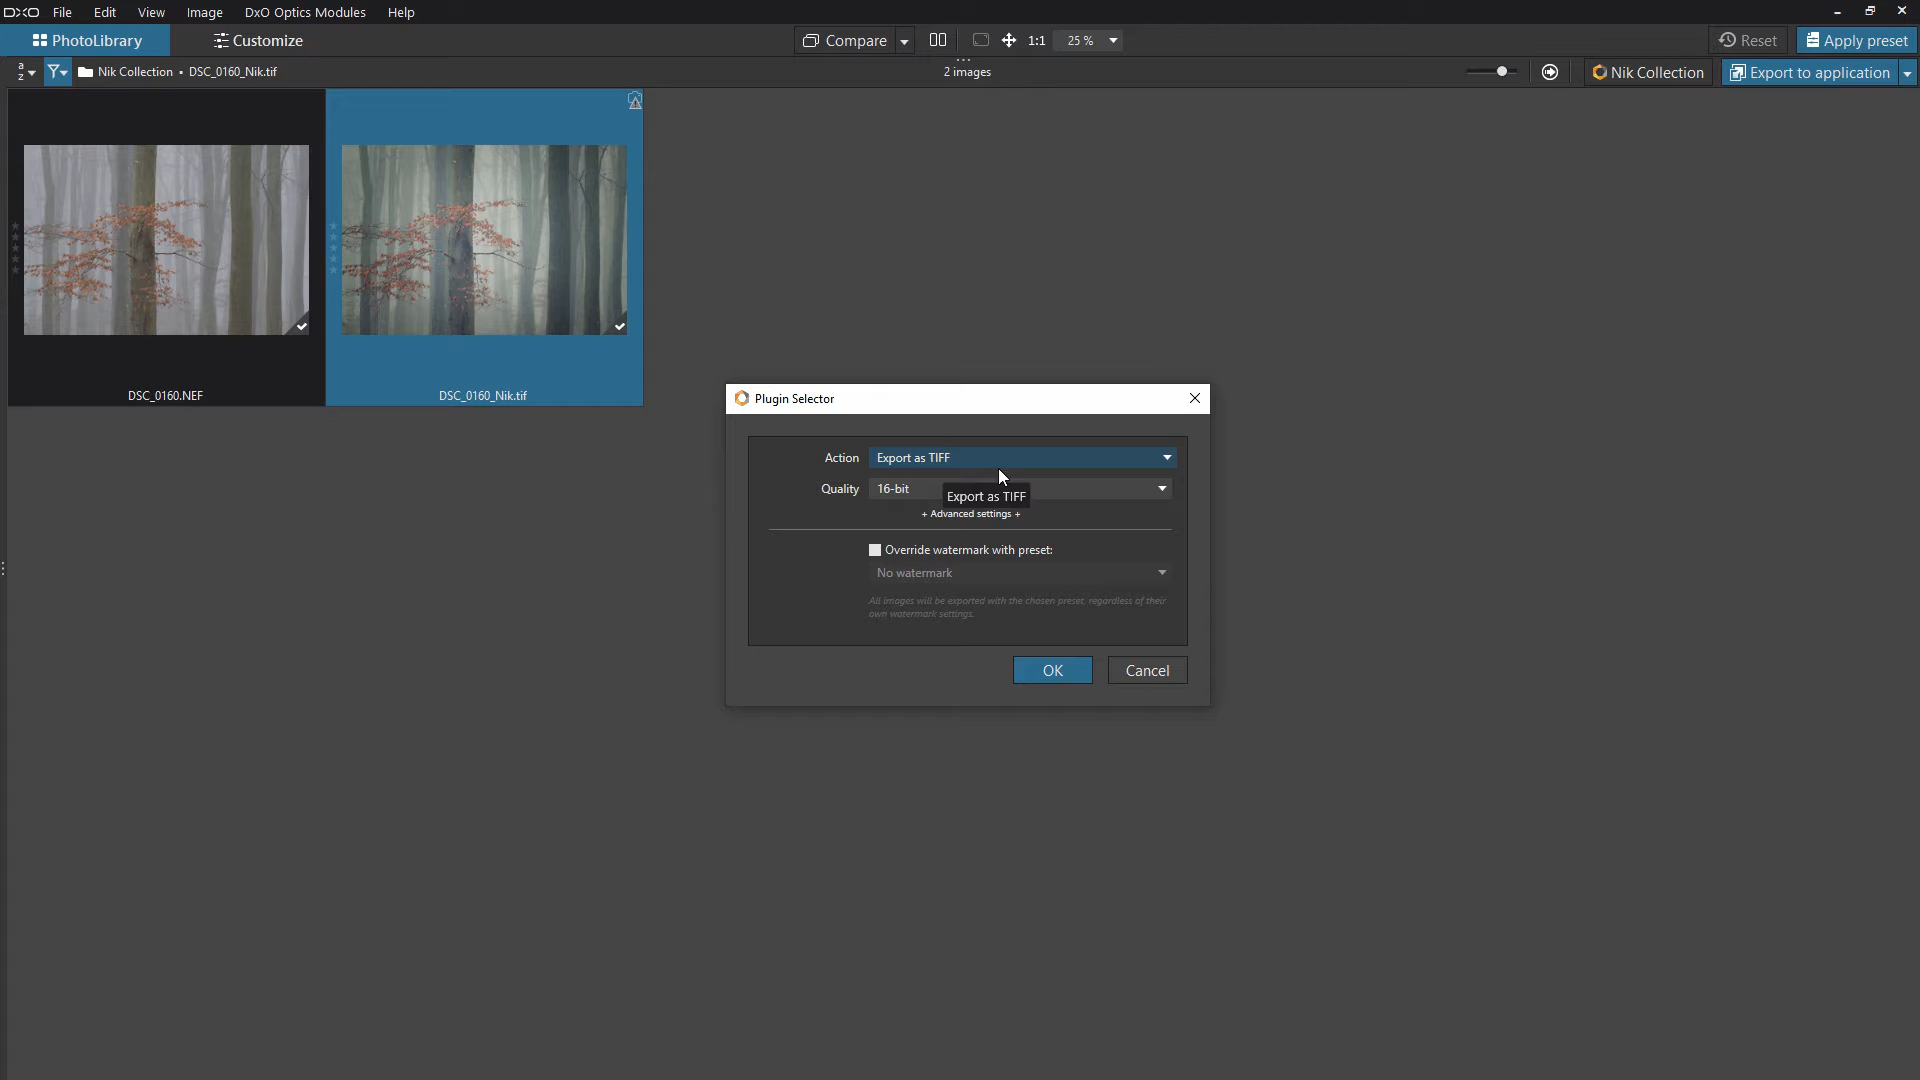 DXO File Edit View Image DxO Optics Modules Help
PhotoLibrary Customize Compare 1:1 25 % Reset Apply preset
a
z
Nik Collection • DSC_0160_Nik.tif 2 images Nik Collection Export to application
DSC_0160.NEF DSC_0160_Nik.tif
Plugin Selector
Action Export as TIFF
Quality 16-bit
Export as TIFF
+ Advanced settings +
Override watermark with preset:
No watermark
All images will be exported with the chosen preset, regardless of their
own watermark settings.
OK Cancel